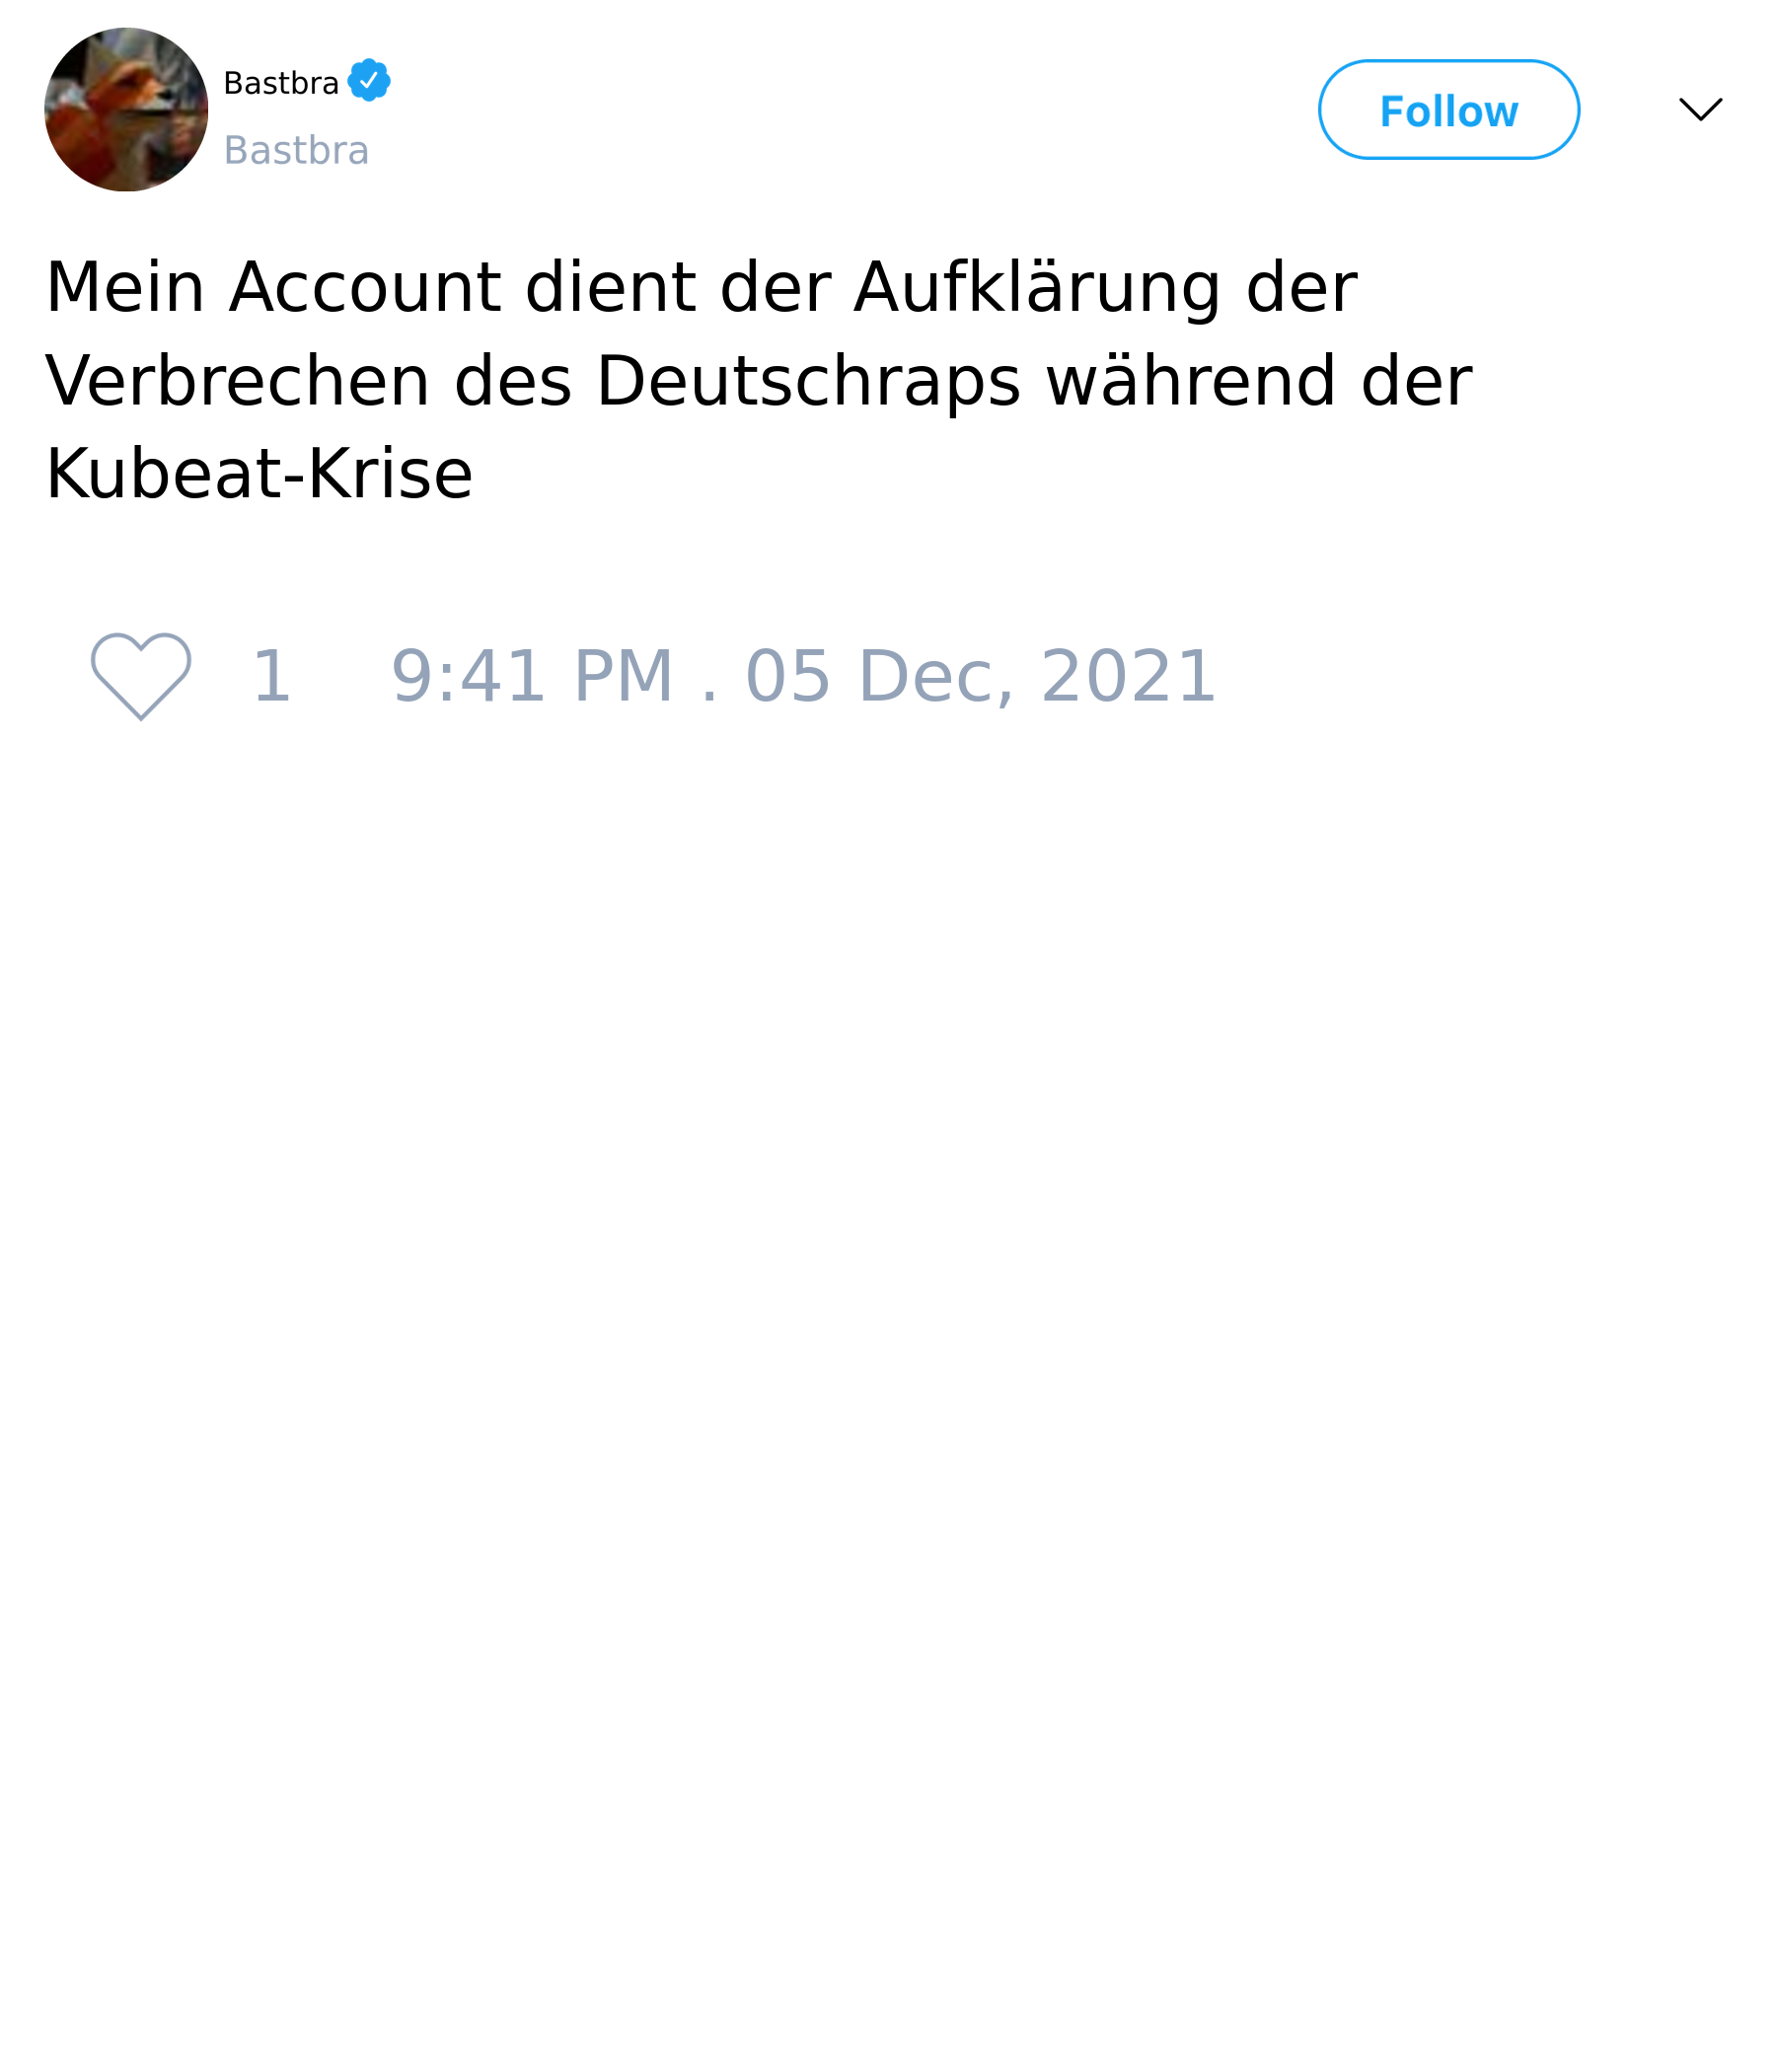 Bastbra
Follow
Bastbra
Mein Account dient der Aufklärung der
Verbrechen des Deutschraps während der
Kubeat-Krise
1 9:41 PM . 05 Dec, 2021